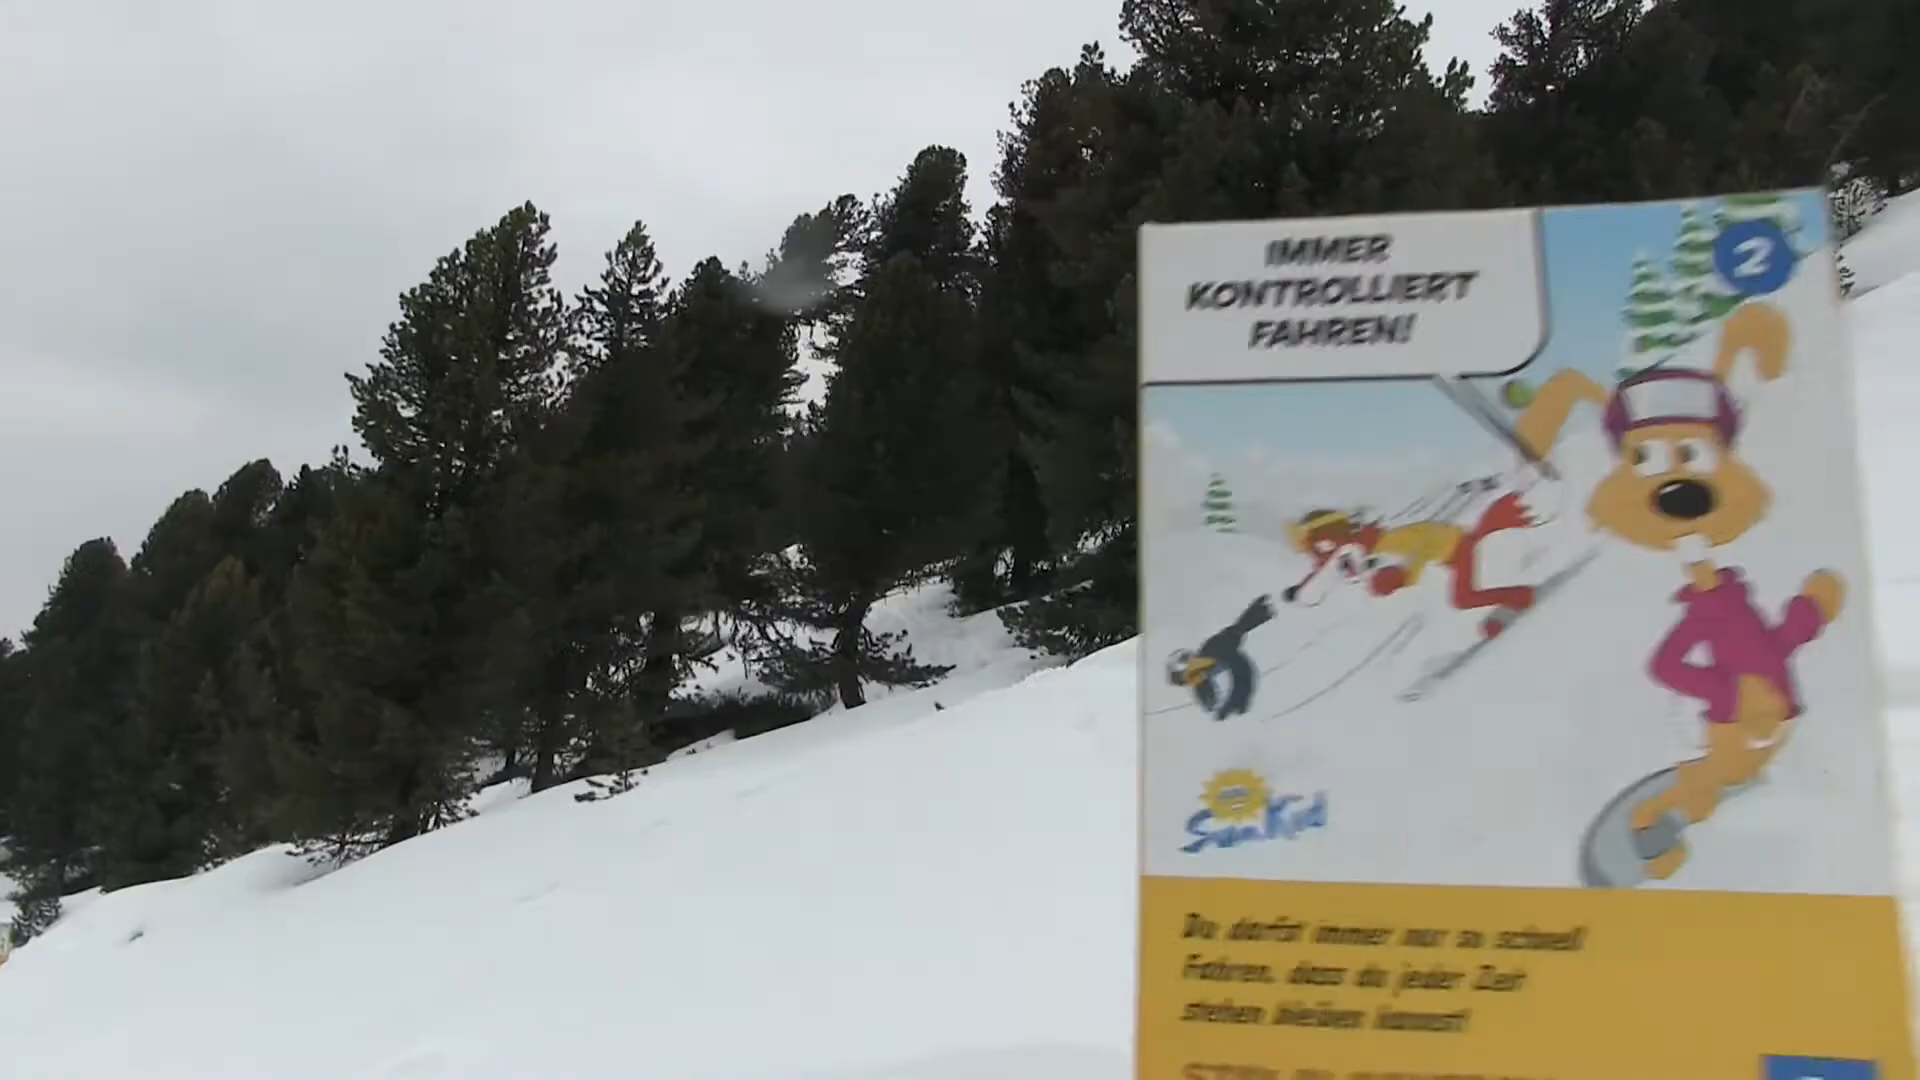 IMMER
KONTROLLIERT
FAHREN!
2
SunKid
Du darfst immer nur so schnell
Fahren, dass du jeder Zeit
stehen bleiben kannst!